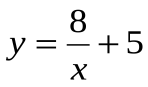 y = 8/x + 5